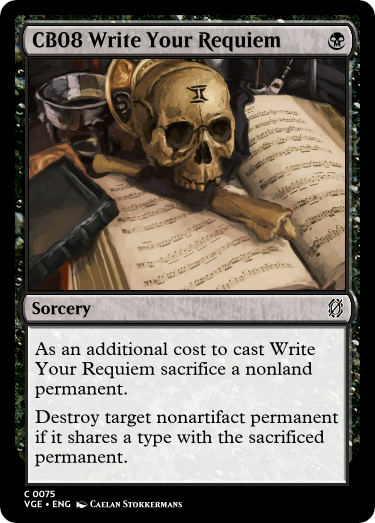 CB08 Write Your Requiem
Sorcery
As an additional cost to cast Write
Your Requiem sacrifice a nonland
permanent.
Destroy target nonartifact permanent
if it shares a type with the sacrificed
permanent.
C 0075
VGE • ENG Caelan Stokkermans